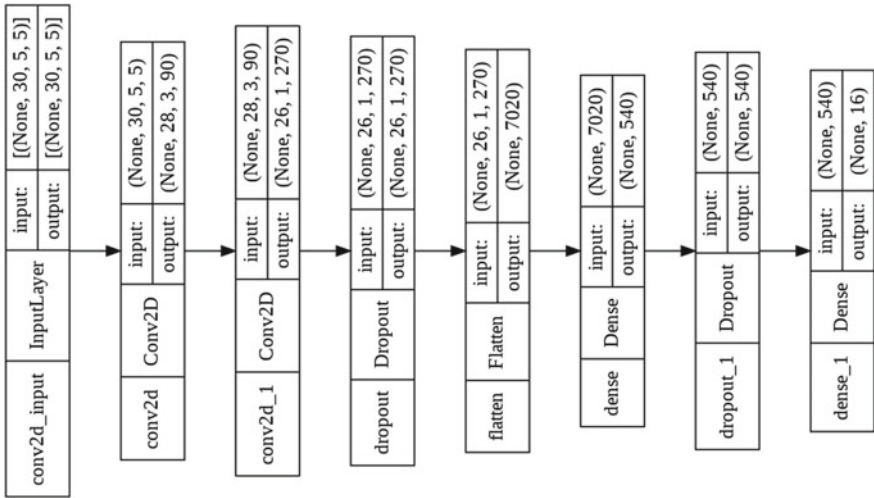 conv2d_input InputLayer input: [(None, 30, 5, 5)]
output: [(None, 30, 5, 5)]
conv2d Conv2D input: (None, 30, 5, 5)
output: (None, 28, 3, 90)
conv2d_1 Conv2D input: (None, 28, 3, 90)
output: (None, 26, 1, 270)
dropout Dropout input: (None, 26, 1, 270)
output: (None, 26, 1, 270)
flatten Flatten input: (None, 26, 1, 270)
output: (None, 7020)
dense Dense input: (None, 7020)
output: (None, 540)
dropout_1 Dropout input: (None, 540)
output: (None, 540)
dense_1 Dense input: (None, 540)
output: (None, 16)